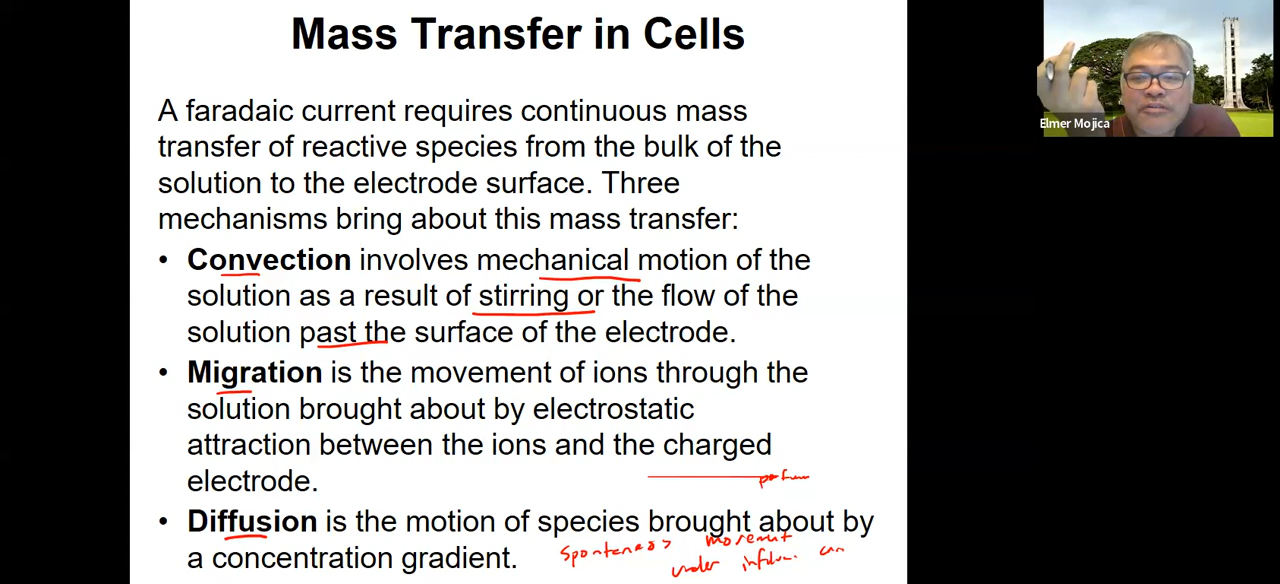 Mass Transfer in Cells
Elmer Mojica
A faradaic current requires continuous mass
transfer of reactive species from the bulk of the
solution to the electrode surface. Three
mechanisms bring about this mass transfer:
• Convection involves mechanical motion of the
solution as a result of stirring or the flow of the
solution past the surface of the electrode.
• Migration is the movement of ions through the
solution brought about by electrostatic
attraction between the ions and the charged
electrode.
• Diffusion is the motion of species brought about by
a concentration gradient.
under